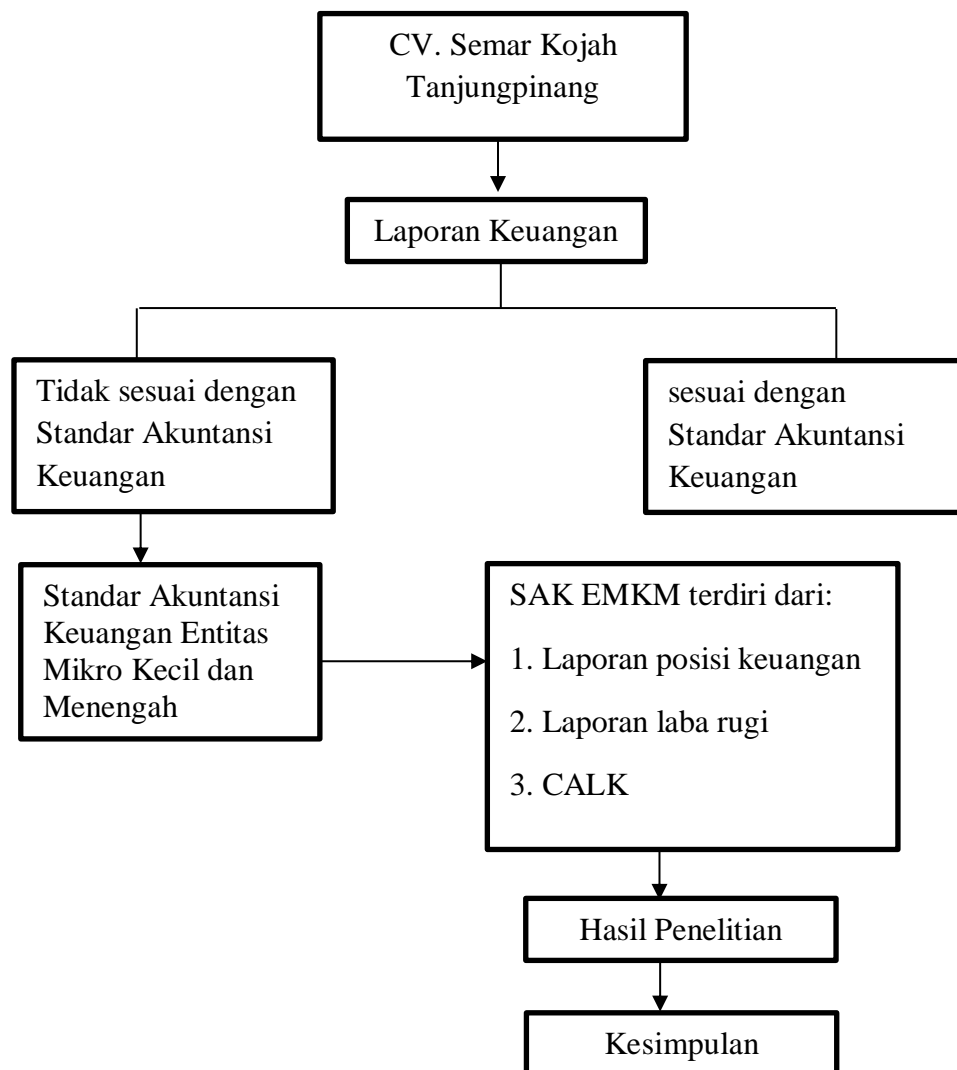 CV. Semar Kojah
Tanjungpinang
Laporan Keuangan
Tidak sesuai dengan
Standar Akuntansi
Keuangan
sesuai dengan
Standar Akuntansi
Keuangan
Standar Akuntansi
Keuangan Entitas
Mikro Kecil dan
Menengah
SAK EMKM terdiri dari:
1. Laporan posisi keuangan
2. Laporan laba rugi
3. CALK
Hasil Penelitian
Kesimpulan